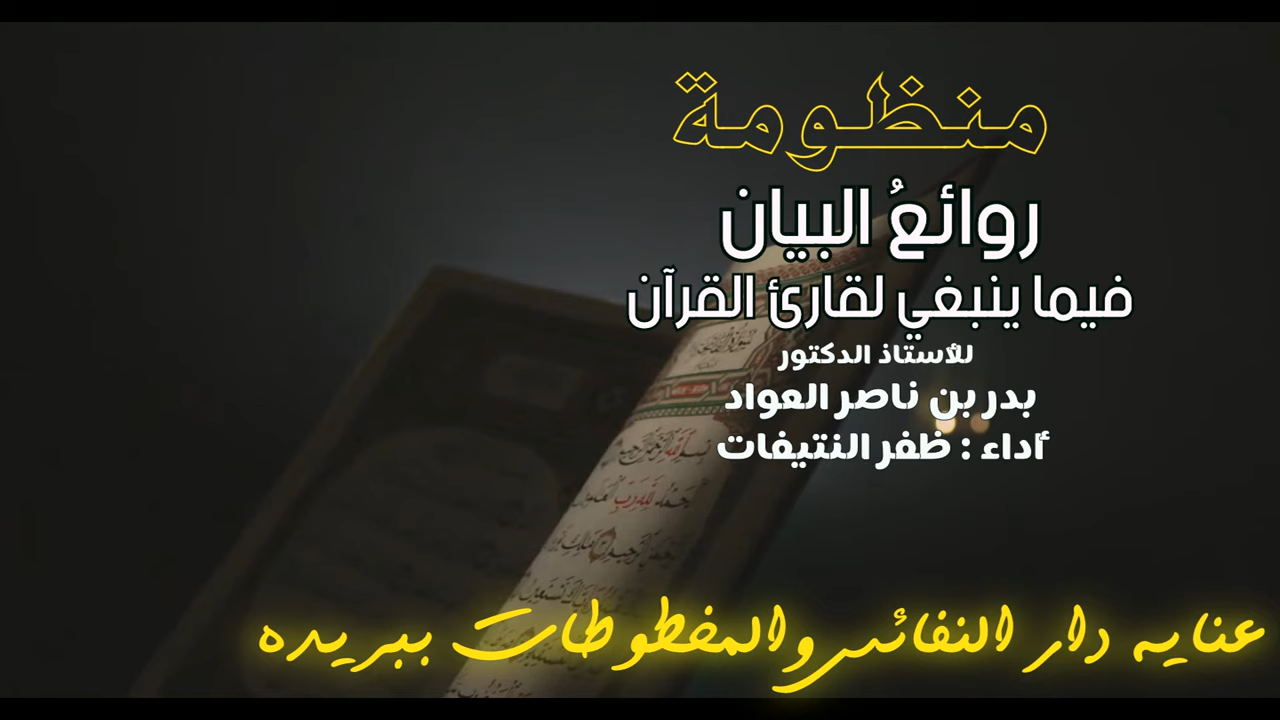 منظومة
روائعُ البيان
فيما ينبغي لقارئ القرآن
للأستاذ الدكتور
بدر بن ناصر العواد
أداء : ظفر النتيفات
عنايه دار النفائس والمخطوطات ببريده